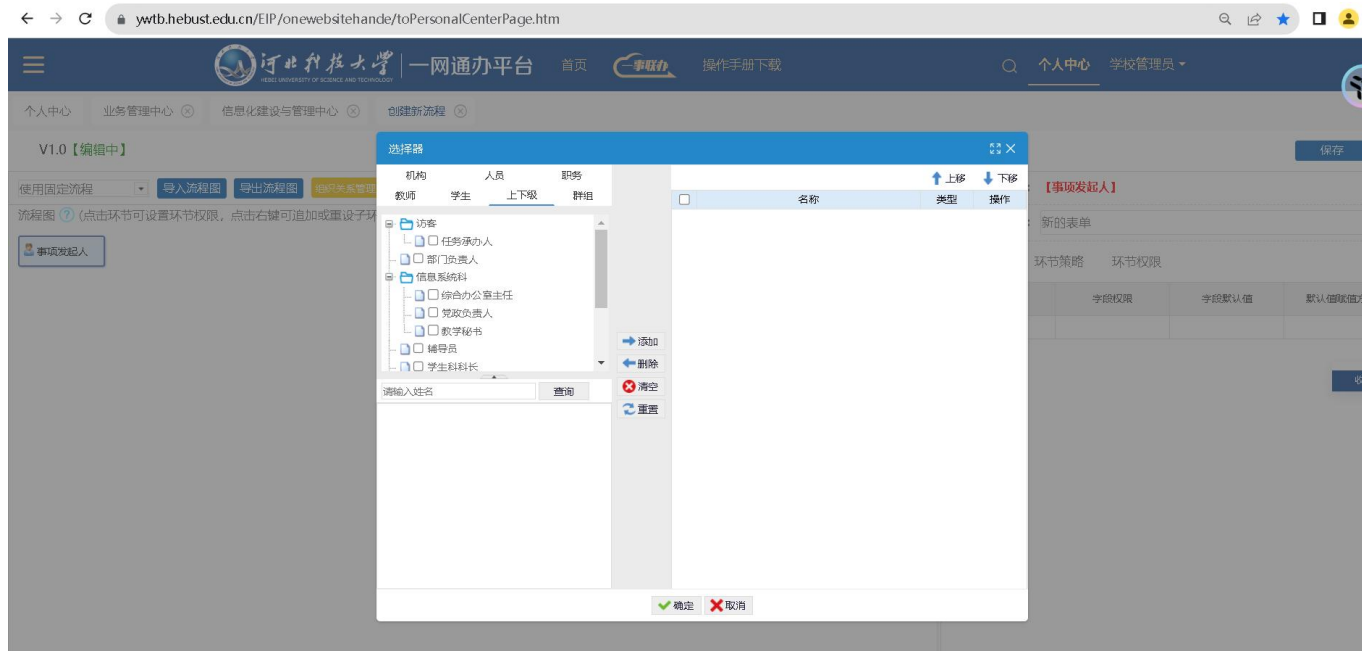 ywtb.hebust.edu.cn/EIP/onewebsitehande/toPersonalCenterPage.htm
河北科技大学 一网通办平台 首页 一事联办 操作手册下载 个人中心 学校管理员
HEBEI UNIVERSITY OF SCIENCE AND TECHNOLOGY
个人中心 业务管理中心 信息化建设与管理中心 创建新流程
V1.0【编辑中】 保存
使用固定流程 导入流程图 导出流程图 组织关系管理
流程图 ? (点击环节可设置环节权限，点击右键可追加或重设子环
事项发起人
选择器
机构 人员 职务
教师 学生 上下级 群组
访客
任务承办人
部门负责人
信息系统科
综合办公室主任
党政负责人
教学秘书
辅导员
学生科科长
请输入姓名 查询
添加
删除
清空
重置
上移 下移
名称 类型 操作
确定 取消
【事项发起人】
新的表单
环节策略 环节权限
字段权限 字段默认值 默认值赋值方